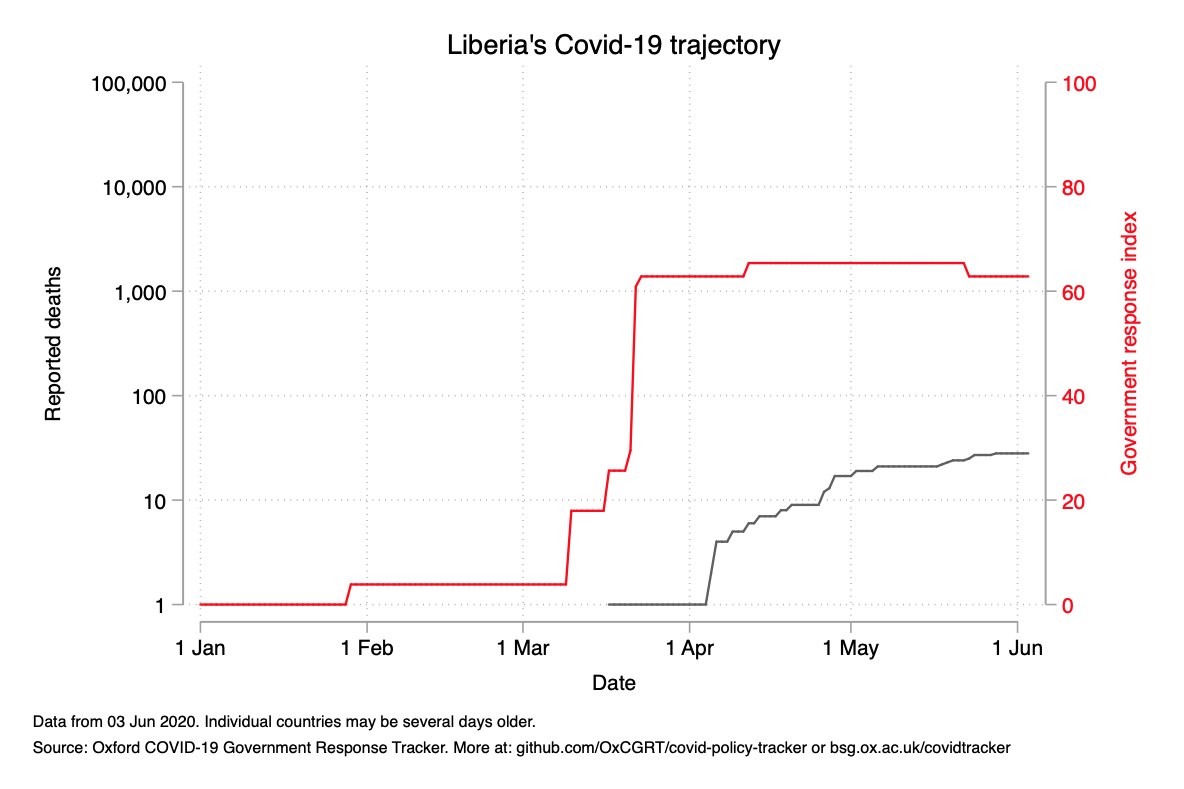 Liberia's Covid-19 trajectory
100,000
10,000
1,000
100
10
1
Reported deaths
100
80
60
40
20
0
Government response index
1 Jan
1 Feb
1 Mar
1 Apr
1 May
1 Jun
Date
Data from 03 Jun 2020. Individual countries may be several days older.
Source: Oxford COVID-19 Government Response Tracker. More at: github.com/OxCGRT/covid-policy-tracker or bsg.ox.ac.uk/covidtracker